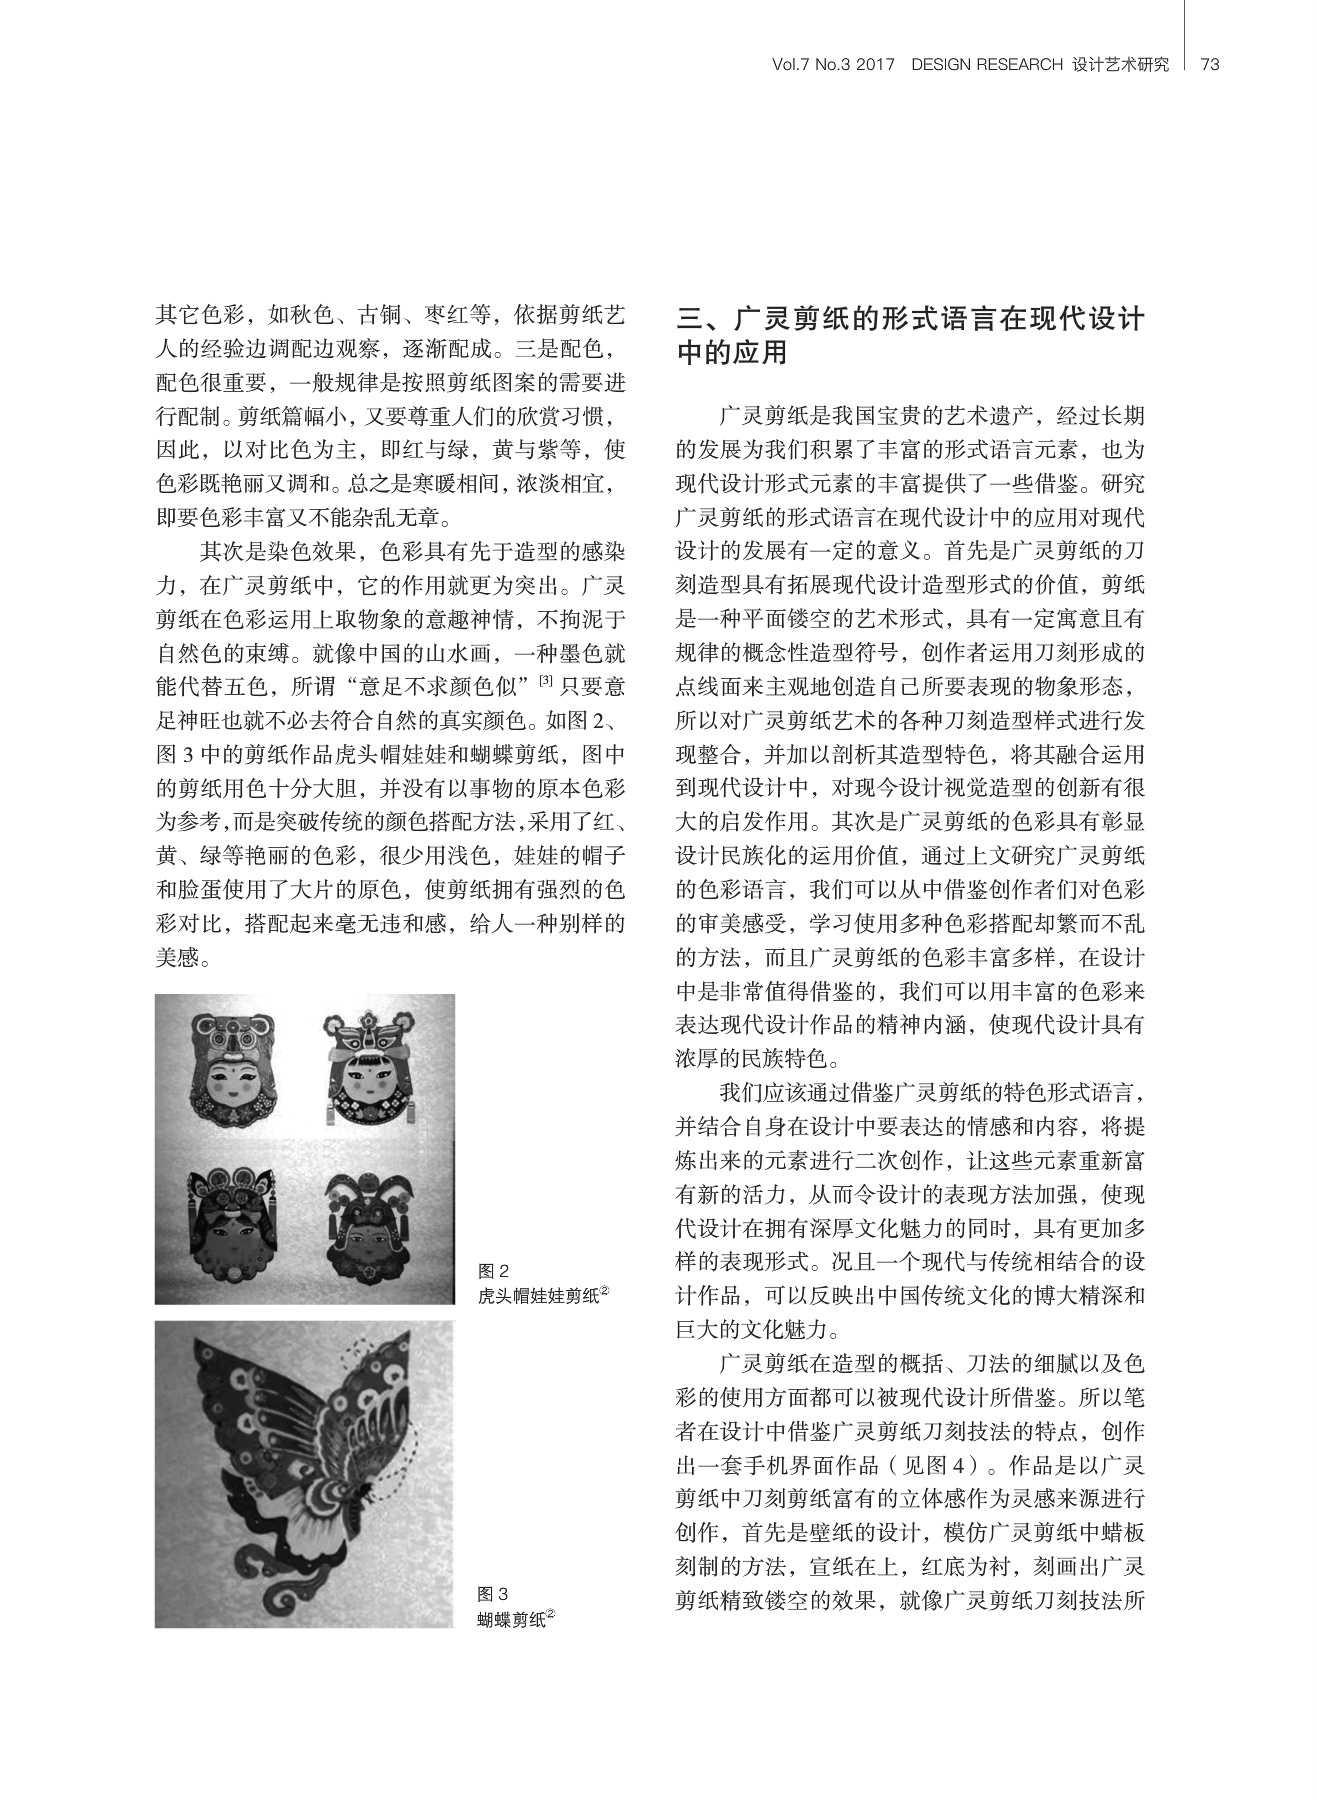 Vol.7 No.3 2017 DESIGN RESEARCH 设计艺术研究 73
其它色彩，如秋色、古铜、枣红等，依据剪纸艺
人的经验边调配边观察，逐渐配成。三是配色，
配色很重要，一般规律是按照剪纸图案的需要进
行配制。剪纸篇幅小，又要尊重人们的欣赏习惯，
因此，以对比色为主，即红与绿，黄与紫等，使
色彩既艳丽又调和。总之是寒暖相间，浓淡相宜，
即要色彩丰富又不能杂乱无章。
其次是染色效果，色彩具有先于造型的感染
力，在广灵剪纸中，它的作用就更为突出。广灵
剪纸在色彩运用上取物象的意趣神情，不拘泥于
自然色的束缚。就像中国的山水画，一种墨色就
能代替五色，所谓“意足不求颜色似”[3] 只要意
足神旺也就不必去符合自然的真实颜色。如图 2、
图 3 中的剪纸作品虎头帽娃娃和蝴蝶剪纸，图中
的剪纸用色十分大胆，并没有以事物的原本色彩
为参考，而是突破传统的颜色搭配方法，采用了红、
黄、绿等艳丽的色彩，很少用浅色，娃娃的帽子
和脸蛋使用了大片的原色，使剪纸拥有强烈的色
彩对比，搭配起来毫无违和感，给人一种别样的
美感。
图 2
虎头帽娃娃剪纸②
图 3
蝴蝶剪纸②
三、广灵剪纸的形式语言在现代设计
中的应用
广灵剪纸是我国宝贵的艺术遗产，经过长期
的发展为我们积累了丰富的形式语言元素，也为
现代设计形式元素的丰富提供了一些借鉴。研究
广灵剪纸的形式语言在现代设计中的应用对现代
设计的发展有一定的意义。首先是广灵剪纸的刀
刻造型具有拓展现代设计造型形式的价值，剪纸
是一种平面镂空的艺术形式，具有一定寓意且有
规律的概念性造型符号，创作者运用刀刻形成的
点线面来主观地创造自己所要表现的物象形态，
所以对广灵剪纸艺术的各种刀刻造型样式进行发
现整合，并加以剖析其造型特色，将其融合运用
到现代设计中，对现今设计视觉造型的创新有很
大的启发作用。其次是广灵剪纸的色彩具有彰显
设计民族化的运用价值，通过上文研究广灵剪纸
的色彩语言，我们可以从中借鉴创作者们对色彩
的审美感受，学习使用多种色彩搭配却繁而不乱
的方法，而且广灵剪纸的色彩丰富多样，在设计
中是非常值得借鉴的，我们可以用丰富的色彩来
表达现代设计作品的精神内涵，使现代设计具有
浓厚的民族特色。
我们应该通过借鉴广灵剪纸的特色形式语言，
并结合自身在设计中要表达的情感和内容，将提
炼出来的元素进行二次创作，让这些元素重新富
有新的活力，从而令设计的表现方法加强，使现
代设计在拥有深厚文化魅力的同时，具有更加多
样的表现形式。况且一个现代与传统相结合的设
计作品，可以反映出中国传统文化的博大精深和
巨大的文化魅力。
广灵剪纸在造型的概括、刀法的细腻以及色
彩的使用方面都可以被现代设计所借鉴。所以笔
者在设计中借鉴广灵剪纸刀刻技法的特点，创作
出一套手机界面作品（见图 4）。作品是以广灵
剪纸中刀刻剪纸富有的立体感作为灵感来源进行
创作，首先是壁纸的设计，模仿广灵剪纸中蜡板
刻制的方法，宣纸在上，红底为衬，刻画出广灵
剪纸精致镂空的效果，就像广灵剪纸刀刻技法所